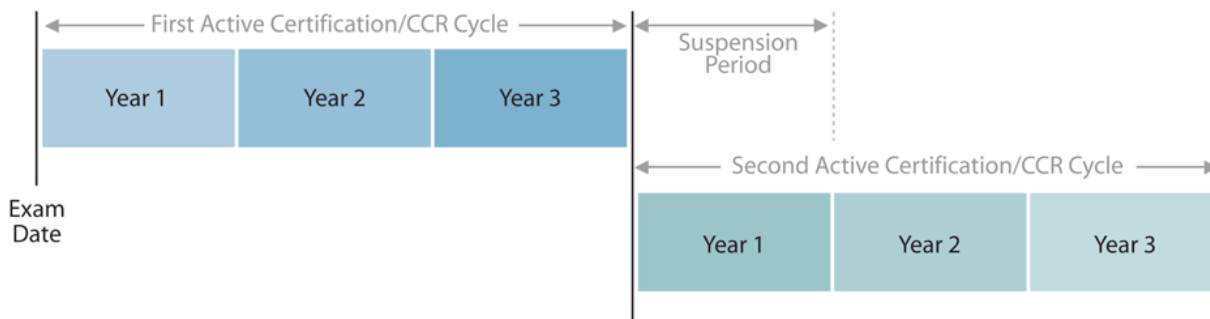 First Active Certification/CCR Cycle
Suspension
Period
Year 1
Year 2
Year 3
Exam
Date
Second Active Certification/CCR Cycle
Year 1
Year 2
Year 3